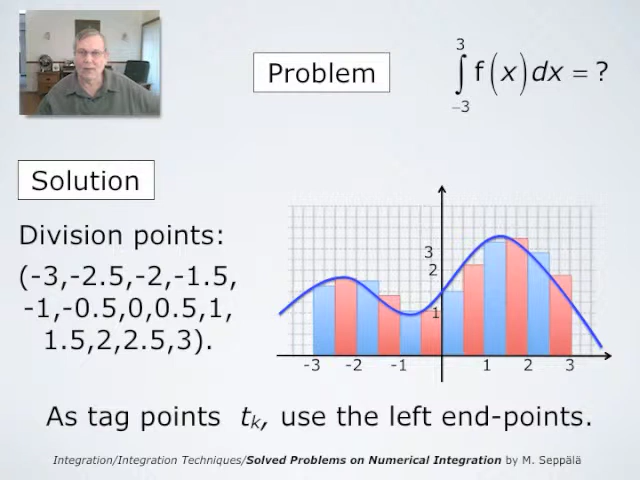 Problem
3
∫ f(x)dx = ?
–3
Solution
Division points:
(-3,-2.5,-2,-1.5,
-1,-0.5,0,0.5,1,
1.5,2,2.5,3).
3
2
1
-3 -2 -1 1 2 3
As tag points tk, use the left end-points.
Integration/Integration Techniques/Solved Problems on Numerical Integration by M. Seppälä